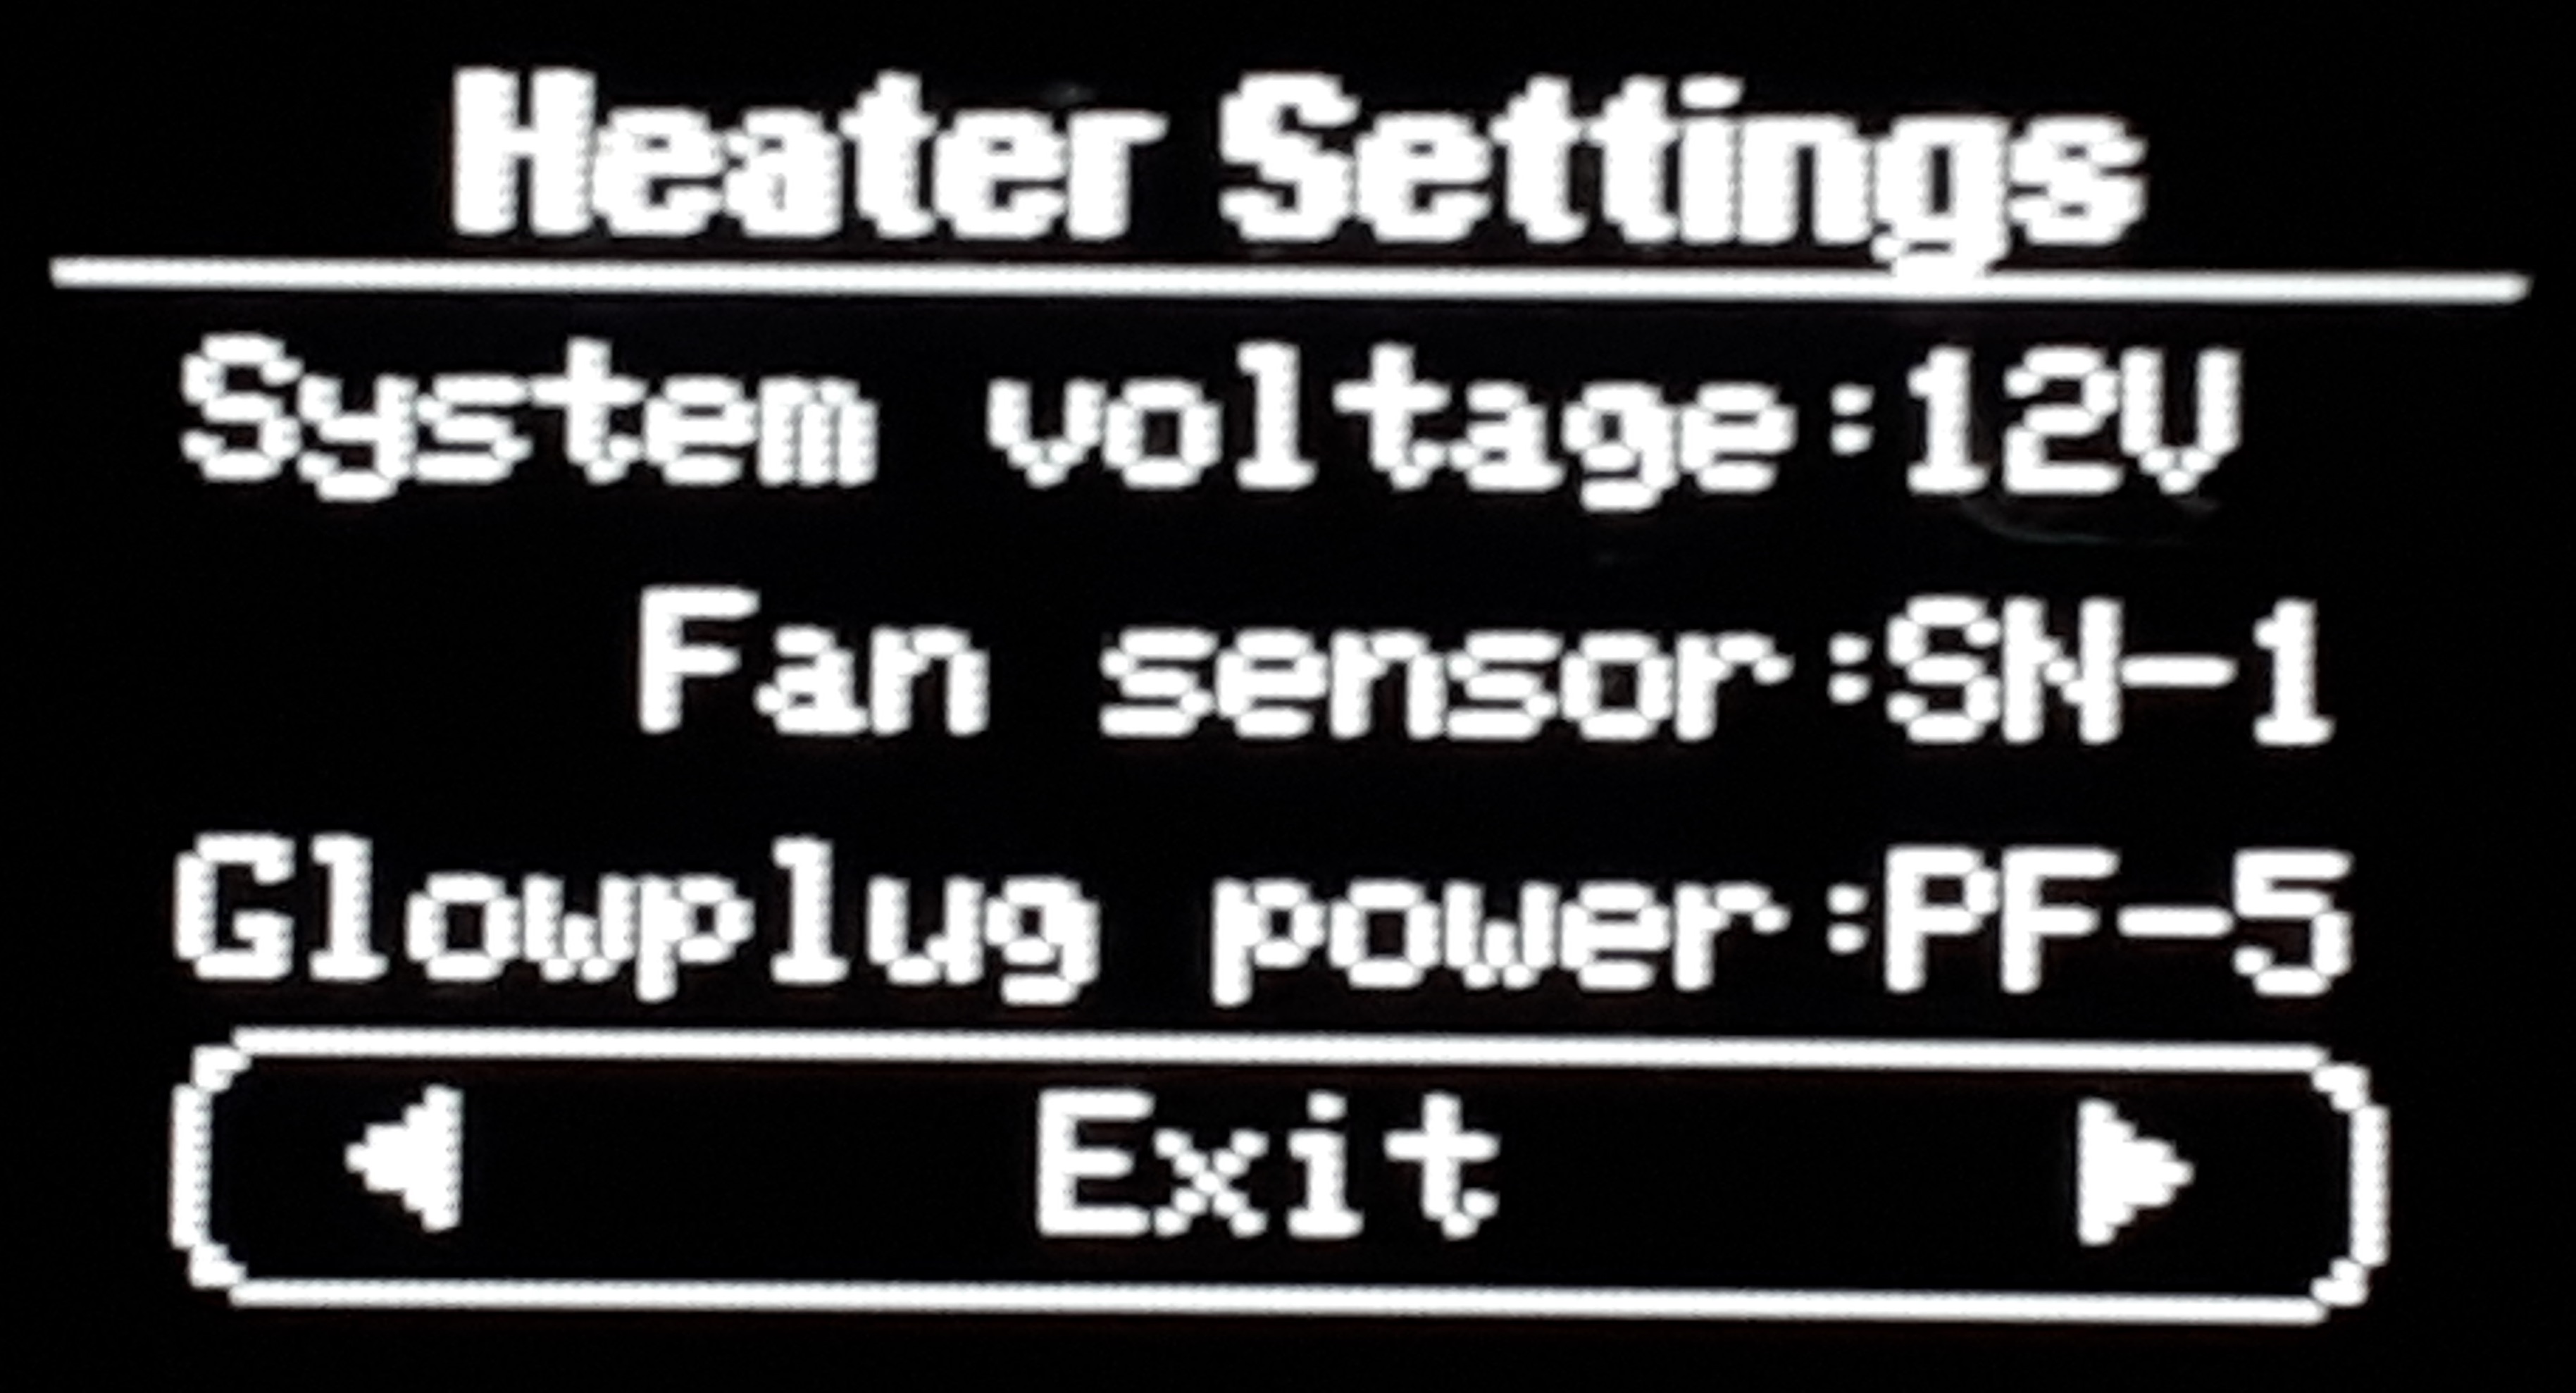 Heater Settings
System voltage:12V
Fan sensor:SN-1
Glowplug power:PF-5
◀ Exit ▶